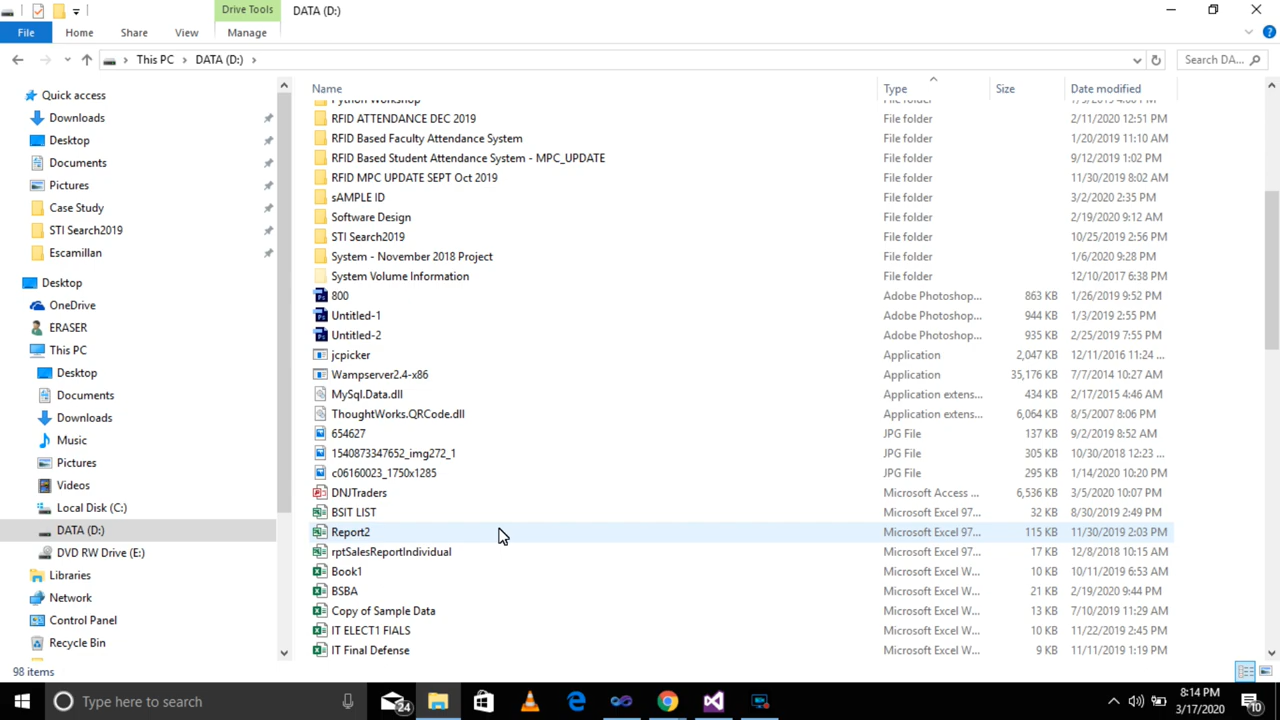 Drive Tools DATA (D:)
File Home Share View Manage
This PC DATA (D:) Search DA...
Name Type Size Date modified
Quick access
Downloads
Desktop
Documents
Pictures
Case Study
STI Search2019
Escamillan
Desktop
OneDrive
ERASER
This PC
Desktop
Documents
Downloads
Music
Pictures
Videos
Local Disk (C:)
DATA (D:)
DVD RW Drive (E:)
Libraries
Network
Control Panel
Recycle Bin
Python Workshop File folder
RFID ATTENDANCE DEC 2019 File folder 2/11/2020 12:51 PM
RFID Based Faculty Attendance System File folder 1/20/2019 11:10 AM
RFID Based Student Attendance System - MPC_UPDATE File folder 9/12/2019 1:02 PM
RFID MPC UPDATE SEPT Oct 2019 File folder 11/30/2019 8:02 AM
sAMPLE ID File folder 3/2/2020 2:35 PM
Software Design File folder 2/19/2020 9:12 AM
STI Search2019 File folder 10/25/2019 2:56 PM
System - November 2018 Project File folder 1/6/2020 9:28 PM
System Volume Information File folder 12/10/2017 6:38 PM
800 Adobe Photoshop... 863 KB 1/26/2019 9:52 PM
Untitled-1 Adobe Photoshop... 944 KB 1/3/2019 2:55 PM
Untitled-2 Adobe Photoshop... 935 KB 2/25/2019 7:55 PM
jcpicker Application 2,047 KB 12/11/2016 11:24 ...
Wampserver2.4-x86 Application 35,176 KB 7/7/2014 10:27 AM
MySql.Data.dll Application extens... 434 KB 2/17/2015 4:46 AM
ThoughtWorks.QRCode.dll Application extens... 6,064 KB 8/5/2007 8:06 PM
654627 JPG File 137 KB 9/2/2019 8:52 AM
1540873347652_img272_1 JPG File 305 KB 10/30/2018 12:23 ...
c06160023_1750x1285 JPG File 295 KB 1/14/2020 10:20 PM
DNJTraders Microsoft Access ... 6,536 KB 3/5/2020 10:07 PM
BSIT LIST Microsoft Excel 97... 32 KB 8/30/2019 2:49 PM
Report2 Microsoft Excel 97... 115 KB 11/30/2019 2:03 PM
rptSalesReportIndividual Microsoft Excel 97... 17 KB 12/8/2018 10:15 AM
Book1 Microsoft Excel W... 10 KB 10/11/2019 6:53 AM
BSBA Microsoft Excel W... 21 KB 2/19/2020 9:44 PM
Copy of Sample Data Microsoft Excel W... 13 KB 7/10/2019 11:29 AM
IT ELECT1 FIALS Microsoft Excel W... 10 KB 11/22/2019 2:45 PM
IT Final Defense Microsoft Excel W... 9 KB 11/11/2019 1:19 PM
98 items
Type here to search 24 8:14 PM
3/17/2020 10